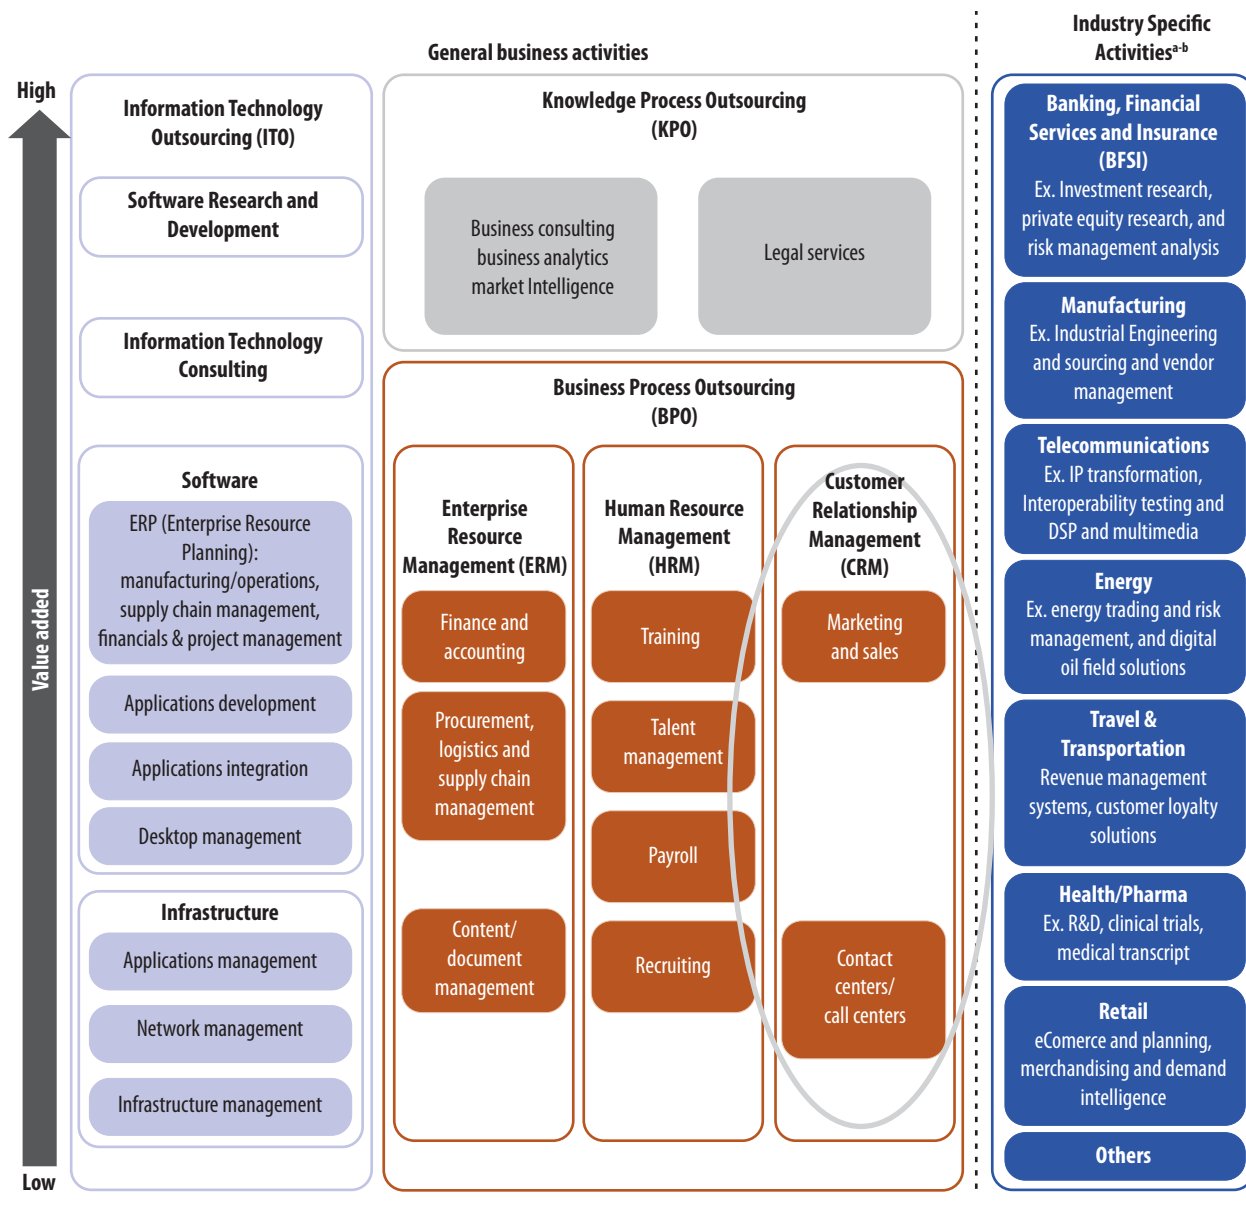 General business activities
Industry Specific
Activitiesa-b
High
Value added
Low
Information Technology
Outsourcing (ITO)
Software Research and
Development
Information Technology
Consulting
Software
ERP (Enterprise Resource
Planning):
manufacturing/operations,
supply chain management,
financials & project management
Applications development
Applications integration
Desktop management
Infrastructure
Applications management
Network management
Infrastructure management
Knowledge Process Outsourcing
(KPO)
Business consulting
business analytics
market Intelligence
Legal services
Business Process Outsourcing
(BPO)
Enterprise
Resource
Management (ERM)
Finance and
accounting
Procurement,
logistics and
supply chain
management
Content/
document
management
Human Resource
Management
(HRM)
Training
Talent
management
Payroll
Recruiting
Customer
Relationship
Management
(CRM)
Marketing
and sales
Contact
centers/
call centers
Banking, Financial
Services and Insurance
(BFSI)
Ex. Investment research,
private equity research, and
risk management analysis
Manufacturing
Ex. Industrial Engineering
and sourcing and vendor
management
Telecommunications
Ex. IP transformation,
Interoperability testing and
DSP and multimedia
Energy
Ex. energy trading and risk
management, and digital
oil field solutions
Travel &
Transportation
Revenue management
systems, customer loyalty
solutions
Health/Pharma
Ex. R&D, clinical trials,
medical transcript
Retail
eComerce and planning,
merchandising and demand
intelligence
Others